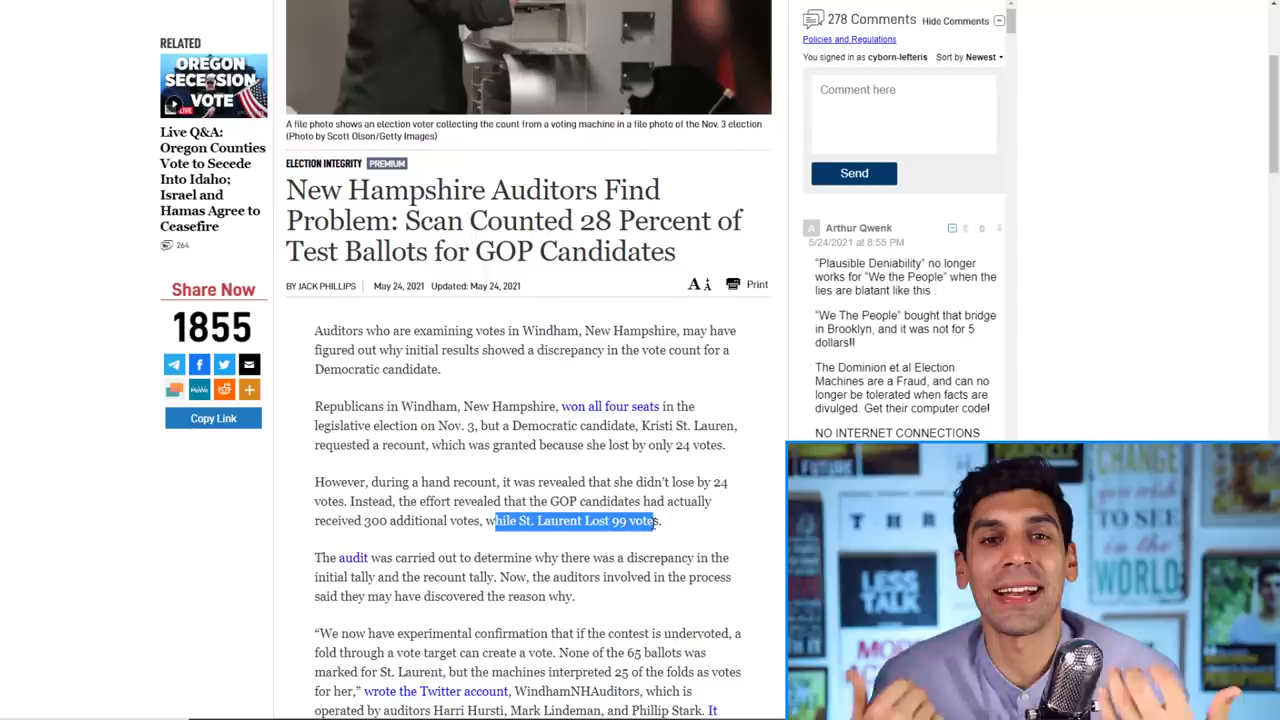 RELATED
OREGON
SECESSION
VOTE
LIVE
Live Q&A:
Oregon Counties
Vote to Secede
Into Idaho;
Israel and
Hamas Agree to
Ceasefire
264
Share Now
1855
MeWe
Copy Link
A file photo shows an election voter collecting the count from a voting machine in a file photo of the Nov. 3 election
(Photo by Scott Olson/Getty Images)
ELECTION INTEGRITY PREMIUM
New Hampshire Auditors Find
Problem: Scan Counted 28 Percent of
Test Ballots for GOP Candidates
BY JACK PHILLIPS May 24, 2021 Updated: May 24, 2021
A A Print
Auditors who are examining votes in Windham, New Hampshire, may have
figured out why initial results showed a discrepancy in the vote count for a
Democratic candidate.
Republicans in Windham, New Hampshire, won all four seats in the
legislative election on Nov. 3, but a Democratic candidate, Kristi St. Lauren,
requested a recount, which was granted because she lost by only 24 votes.
However, during a hand recount, it was revealed that she didn't lose by 24
votes. Instead, the effort revealed that the GOP candidates had actually
received 300 additional votes, while St. Laurent Lost 99 votes.
The audit was carried out to determine why there was a discrepancy in the
initial tally and the recount tally. Now, the auditors involved in the process
said they may have discovered the reason why.
“We now have experimental confirmation that if the contest is undervoted, a
fold through a vote target can create a vote. None of the 65 ballots was
marked for St. Laurent, but the machines interpreted 25 of the folds as votes
for her,” wrote the Twitter account, WindhamNHAuditors, which is
operated by auditors Harri Hursti, Mark Lindeman, and Phillip Stark. It
278 Comments Hide Comments
Policies and Regulations
You signed in as cyborn-lefteris Sort by Newest
Comment here
Send
A Arthur Qwenk 0
5/24/2021 at 8:55 PM
“Plausible Deniability” no longer
works for “We the People” when the
lies are blatant like this .
“We The People” bought that bridge
in Brooklyn, and it was not for 5
dollars!!
The Dominion et al Election
Machines are a Fraud, and can no
longer be tolerated when facts are
divulged. Get their computer code!
NO INTERNET CONNECTIONS
FUTURE
THR
LESS
TALK
WORLD